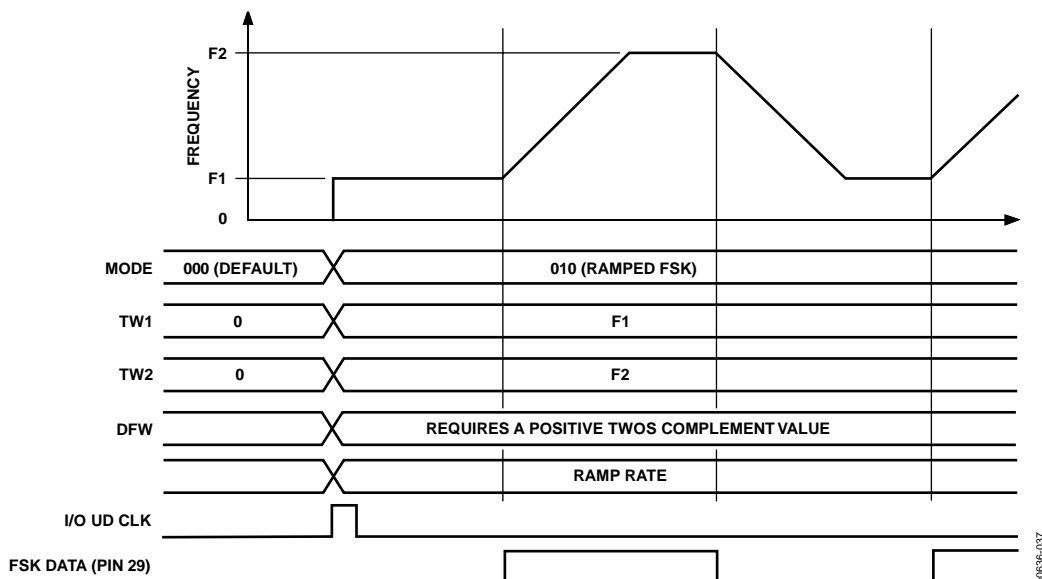 F2
FREQUENCY
F1
0
MODE 000 (DEFAULT) 010 (RAMPED FSK)
TW1 0 F1
TW2 0 F2
DFW REQUIRES A POSITIVE TWOS COMPLEMENT VALUE
RAMP RATE
I/O UD CLK
FSK DATA (PIN 29)